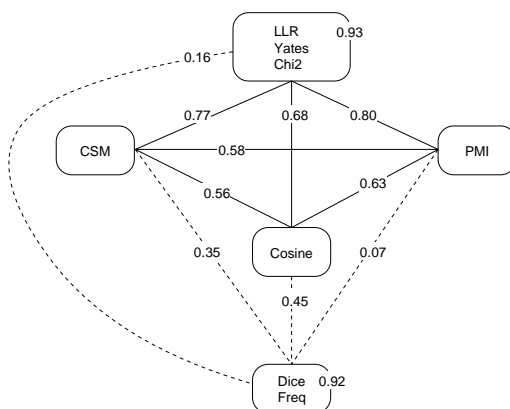 LLR 0.93
Yates
Chi2
0.16
0.77 0.68 0.80
CSM 0.58 PMI
0.56 0.63
Cosine
0.35 0.07
0.45
Dice 0.92
Freq